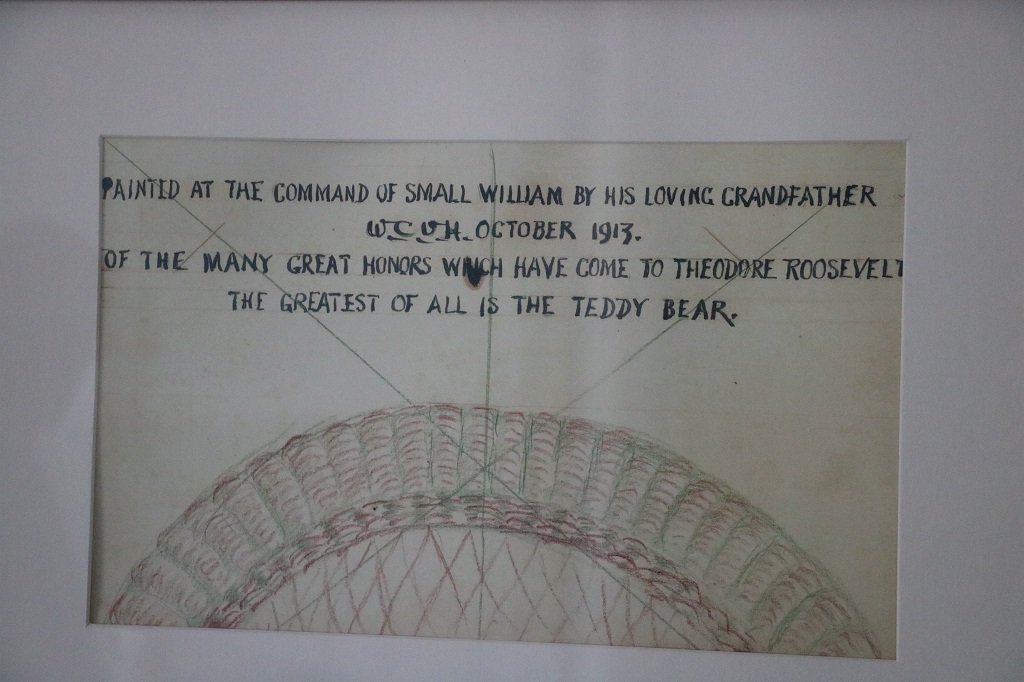 PAINTED AT THE COMMAND OF SMALL WILLIAM BY HIS LOVING GRANDFATHER
W.C.V.H. OCTOBER 1913.
OF THE MANY GREAT HONORS WHICH HAVE COME TO THEODORE ROOSEVELT
THE GREATEST OF ALL IS THE TEDDY BEAR.